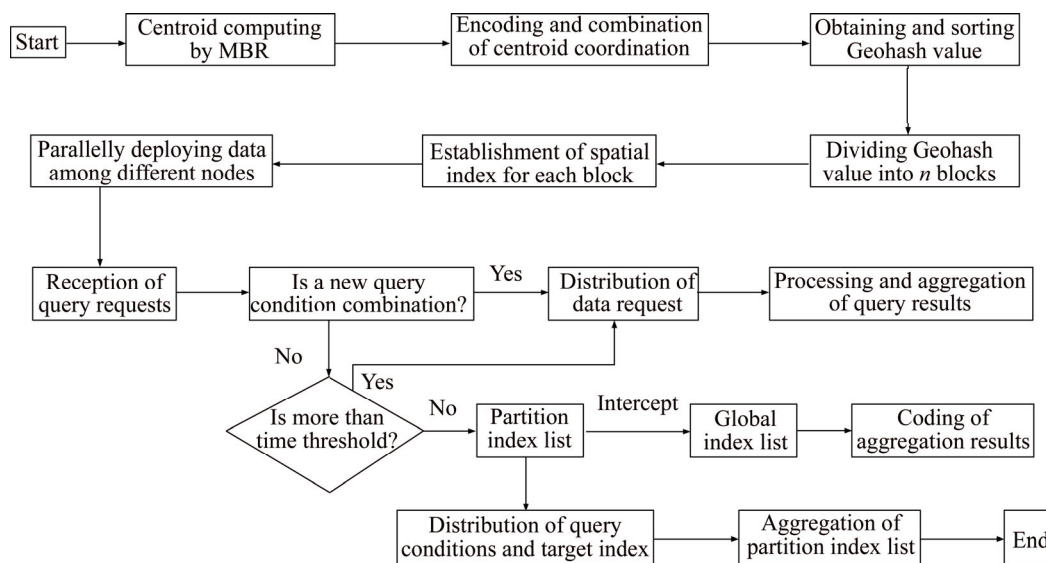 Start
Centroid computing
by MBR
Encoding and combination
of centroid coordination
Obtaining and sorting
Geohash value
Parallelly deploying data
among different nodes
Establishment of spatial
index for each block
Dividing Geohash
value into n blocks
Reception of
query requests
Is a new query
condition combination?
Yes
Distribution of
data request
Processing and aggregation
of query results
No
Yes
Is more than
time threshold?
No
Partition
index list
Intercept
Global
index list
Coding of
aggregation results
Distribution of query
conditions and target index
Aggregation of
partition index list
End